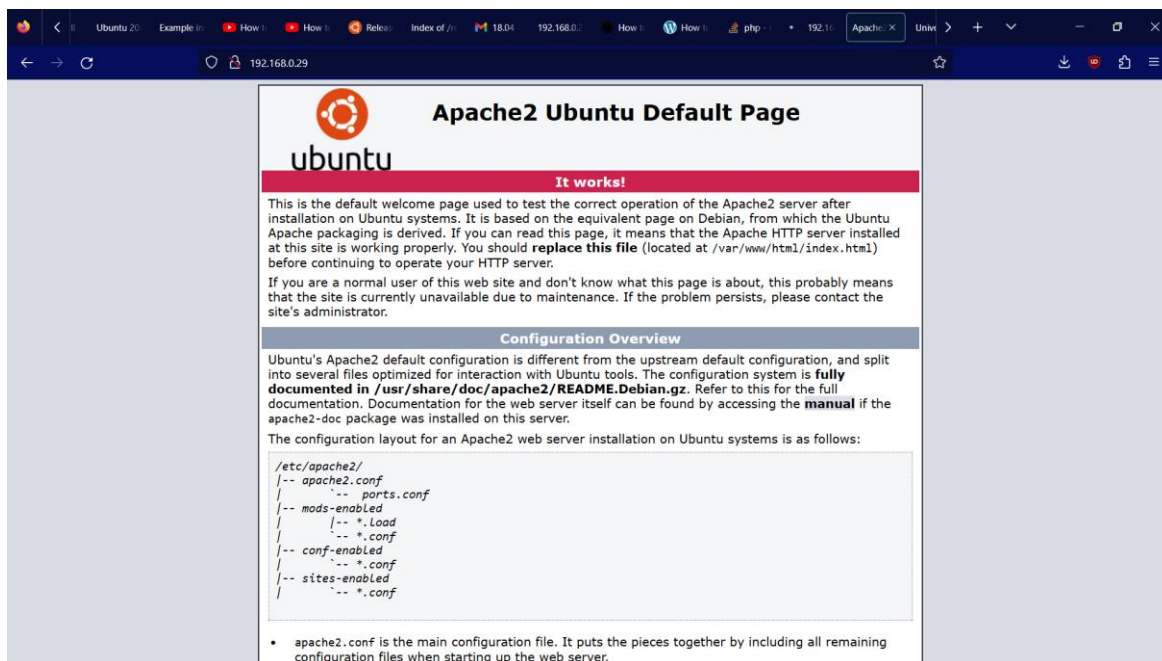 Ubuntu 20 Example in How t How t Releas Index of /r 18.04 192.168.0.2 How t How t php - 192.16 Apache2 Univ
192.168.0.29
ubuntu
Apache2 Ubuntu Default Page
It works!
This is the default welcome page used to test the correct operation of the Apache2 server after
installation on Ubuntu systems. It is based on the equivalent page on Debian, from which the Ubuntu
Apache packaging is derived. If you can read this page, it means that the Apache HTTP server installed
at this site is working properly. You should replace this file (located at /var/www/html/index.html)
before continuing to operate your HTTP server.
If you are a normal user of this web site and don't know what this page is about, this probably means
that the site is currently unavailable due to maintenance. If the problem persists, please contact the
site's administrator.
Configuration Overview
Ubuntu's Apache2 default configuration is different from the upstream default configuration, and split
into several files optimized for interaction with Ubuntu tools. The configuration system is fully
documented in /usr/share/doc/apache2/README.Debian.gz. Refer to this for the full
documentation. Documentation for the web server itself can be found by accessing the manual if the
apache2-doc package was installed on this server.
The configuration layout for an Apache2 web server installation on Ubuntu systems is as follows:
/etc/apache2/
|-- apache2.conf
|       `--  ports.conf
|-- mods-enabled
|       |-- *.load
|       `-- *.conf
|-- conf-enabled
|       `-- *.conf
|-- sites-enabled
|       `-- *.conf
• apache2.conf is the main configuration file. It puts the pieces together by including all remaining
configuration files when starting up the web server.